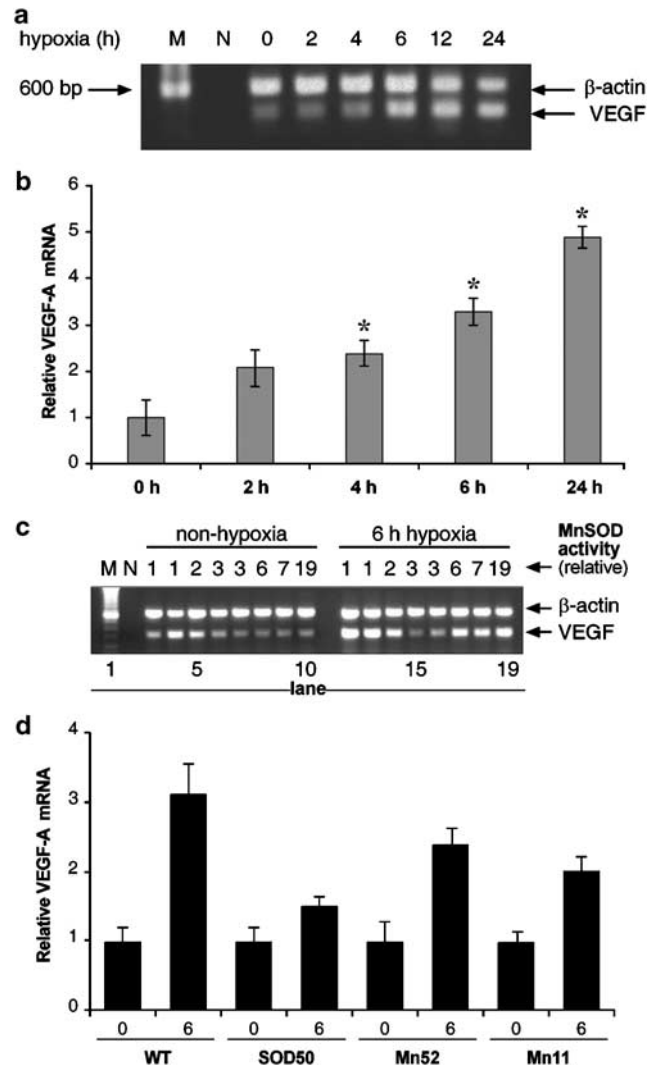 a
hypoxia (h) M N 0 2 4 6 12 24
600 bp β-actin
VEGF
b
Relative VEGF-A mRNA
6
5
4
3
2
1
0
* * *
0 h 2 h 4 h 6 h 24 h
c
non-hypoxia 6 h hypoxia MnSOD
activity
M N 1 1 2 3 3 6 7 19 1 1 2 3 3 6 7 19 (relative)
β-actin
VEGF
1 5 10 15 19
lane
d
Relative VEGF-A mRNA
4
3
2
1
0
0 6 0 6 0 6 0 6
WT SOD50 Mn52 Mn11